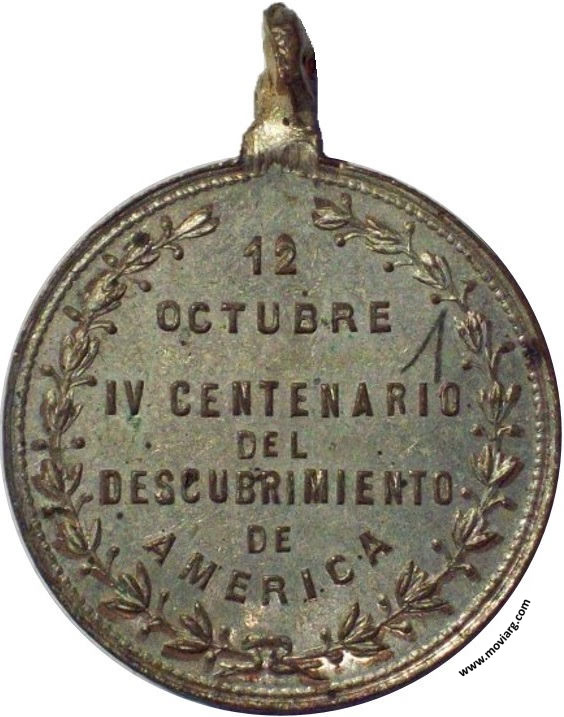 12
OCTUBRE
1
IV CENTENARIO
DEL
DESCUBRIMIENTO
DE
AMERICA
www.moviarg.com